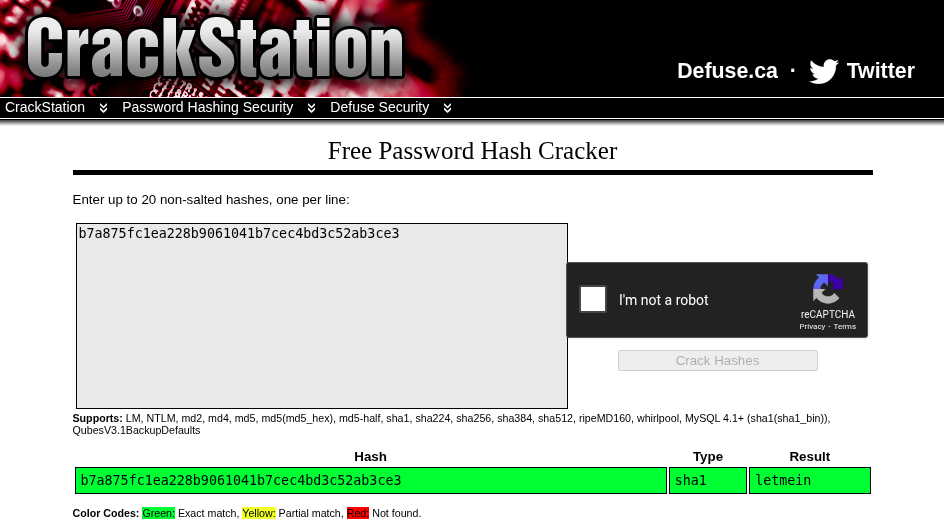 CrackStation
Defuse.ca · Twitter
CrackStation Password Hashing Security Defuse Security
Free Password Hash Cracker
Enter up to 20 non-salted hashes, one per line:
b7a875fc1ea228b9061041b7cec4bd3c52ab3ce3
I'm not a robot
reCAPTCHA
Privacy - Terms
Crack Hashes
Supports: LM, NTLM, md2, md4, md5, md5(md5_hex), md5-half, sha1, sha224, sha256, sha384, sha512, ripeMD160, whirlpool, MySQL 4.1+ (sha1(sha1_bin)),
QubesV3.1BackupDefaults
Hash Type Result
b7a875fc1ea228b9061041b7cec4bd3c52ab3ce3 sha1 letmein
Color Codes: Green: Exact match, Yellow: Partial match, Red: Not found.